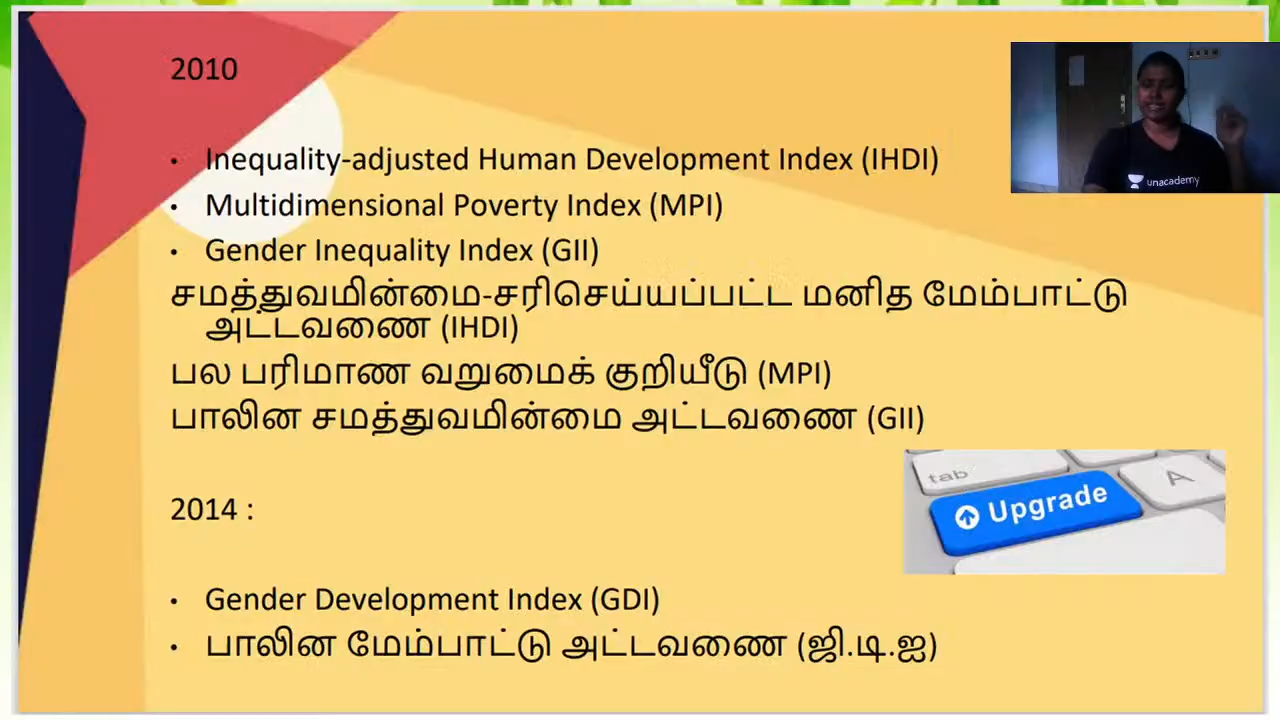 2010
• Inequality-adjusted Human Development Index (IHDI)
• Multidimensional Poverty Index (MPI)
• Gender Inequality Index (GII)
சமத்துவமின்மை-சரிசெய்யப்பட்ட மனித மேம்பாட்டு
அட்டவணை (IHDI)
பல பரிமாண வறுமைக் குறியீடு (MPI)
பாலின சமத்துவமின்மை அட்டவணை (GII)
2014 :
• Gender Development Index (GDI)
• பாலின மேம்பாட்டு அட்டவணை (ஜி.டி.ஐ)
unacademy
tab
A
Upgrade